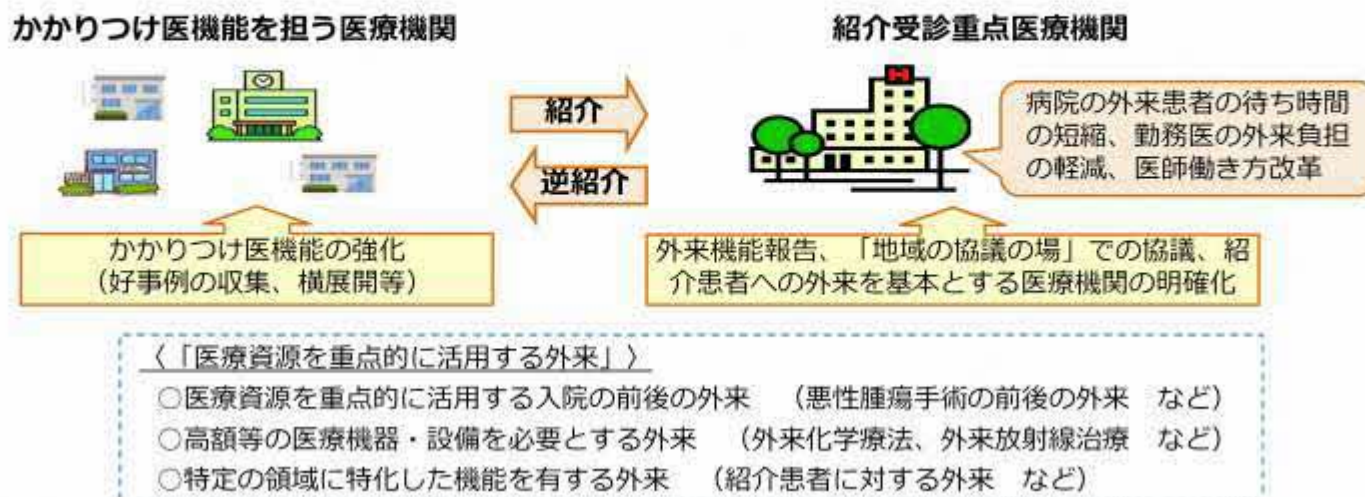 かかりつけ医機能を担う医療機関
紹介受診重点医療機関
紹介
逆紹介
病院の外来患者の待ち時間
の短縮、勤務医の外来負担
の軽減、医師働き方改革
かかりつけ医機能の強化
(好事例の収集、横展開等)
外来機能報告、「地域の協議の場」での協議、紹
介患者への外来を基本とする医療機関の明確化
〈「医療資源を重点的に活用する外来」〉
○医療資源を重点的に活用する入院の前後の外来 (悪性腫瘍手術の前後の外来 など)
○高額等の医療機器・設備を必要とする外来 (外来化学療法、外来放射線治療 など)
○特定の領域に特化した機能を有する外来 (紹介患者に対する外来 など)